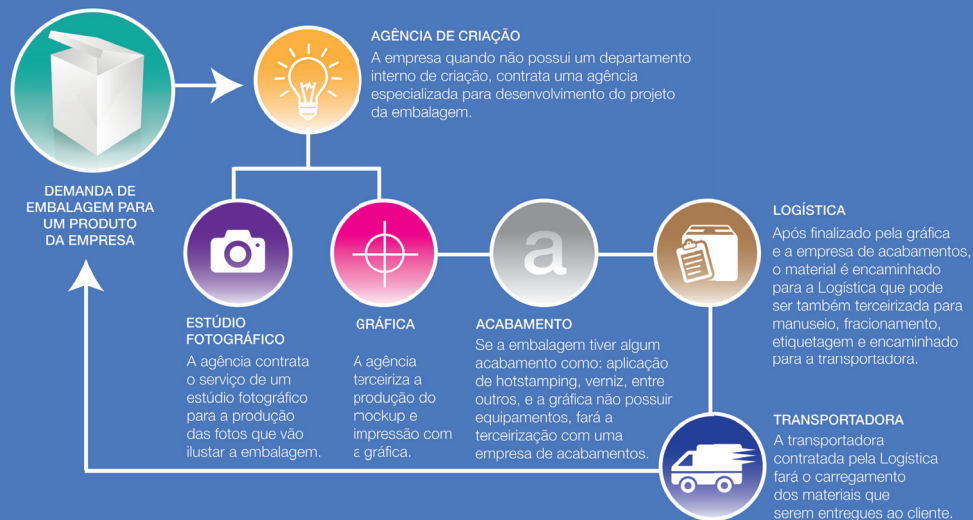 AGÊNCIA DE CRIAÇÃO
A empresa quando não possui um departamento
interno de criação, contrata uma agência
especializada para desenvolvimento do projeto
da embalagem.
DEMANDA DE
EMBALAGEM PARA
UM PRODUTO
DA EMPRESA
ESTÚDIO
FOTOGRÁFICO
A agência contrata
o serviço de um
estúdio fotográfico
para a produção
das fotos que vão
ilustar a embalagem.
GRÁFICA
A agência
terceiriza a
produção do
mockup e
impressão com
a gráfica.
a
ACABAMENTO
Se a embalagem tiver algum
acabamento como: aplicação
de hotstamping, verniz, entre
outros, e a gráfica não possuir
equipamentos, fará a
terceirização com uma
empresa de acabamentos.
LOGÍSTICA
Após finalizado pela gráfica
e a empresa de acabamentos,
o material é encaminhado
para a Logística que pode
ser também terceirizada para
manuseio, fracionamento,
etiquetagem e encaminhado
para a transportadora.
TRANSPORTADORA
A transportadora
contratada pela Logística
fará o carregamento
dos materiais que
serem entregues ao cliente.